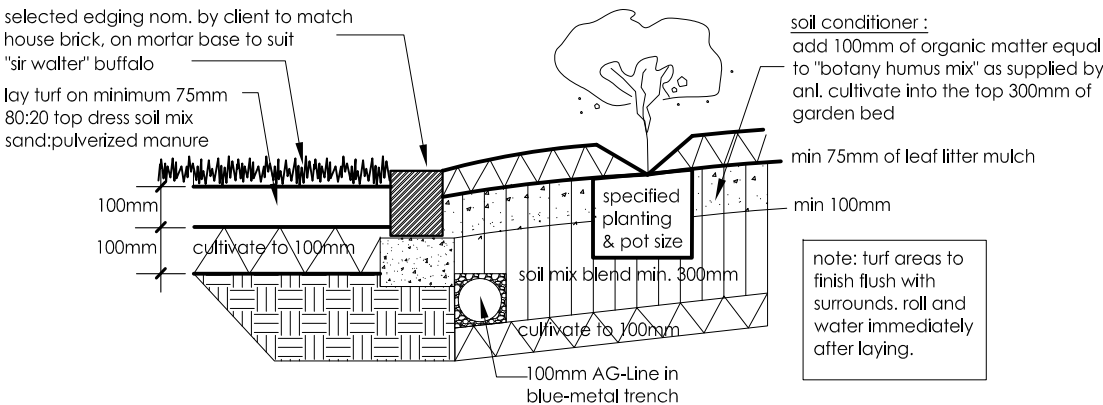 selected edging nom. by client to match
house brick, on mortar base to suit
"sir walter" buffalo
lay turf on minimum 75mm
80:20 top dress soil mix
sand:pulverized manure
100mm
100mm
cultivate to 100mm
specified
planting
& pot size
soil mix blend min. 300mm
cultivate to 100mm
100mm AG-Line in
blue-metal trench
soil conditioner :
add 100mm of organic matter equal
to "botany humus mix" as supplied by
anl. cultivate into the top 300mm of
garden bed
min 75mm of leaf litter mulch
min 100mm
note: turf areas to
finish flush with
surrounds. roll and
water immediately
after laying.